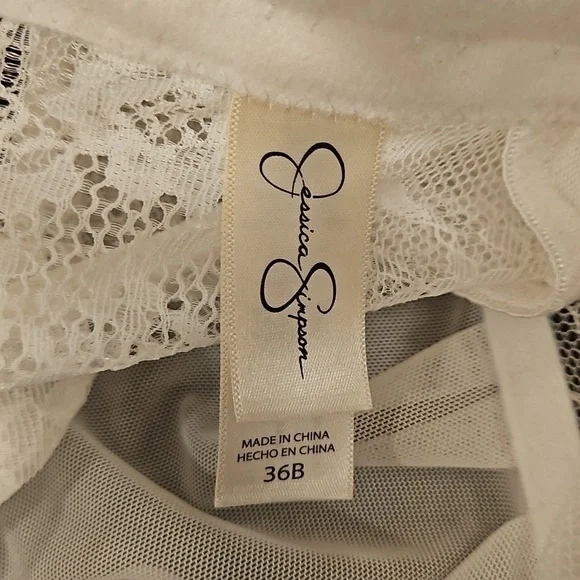 Jessica Simpson
MADE IN CHINA
HECHO EN CHINA
36B